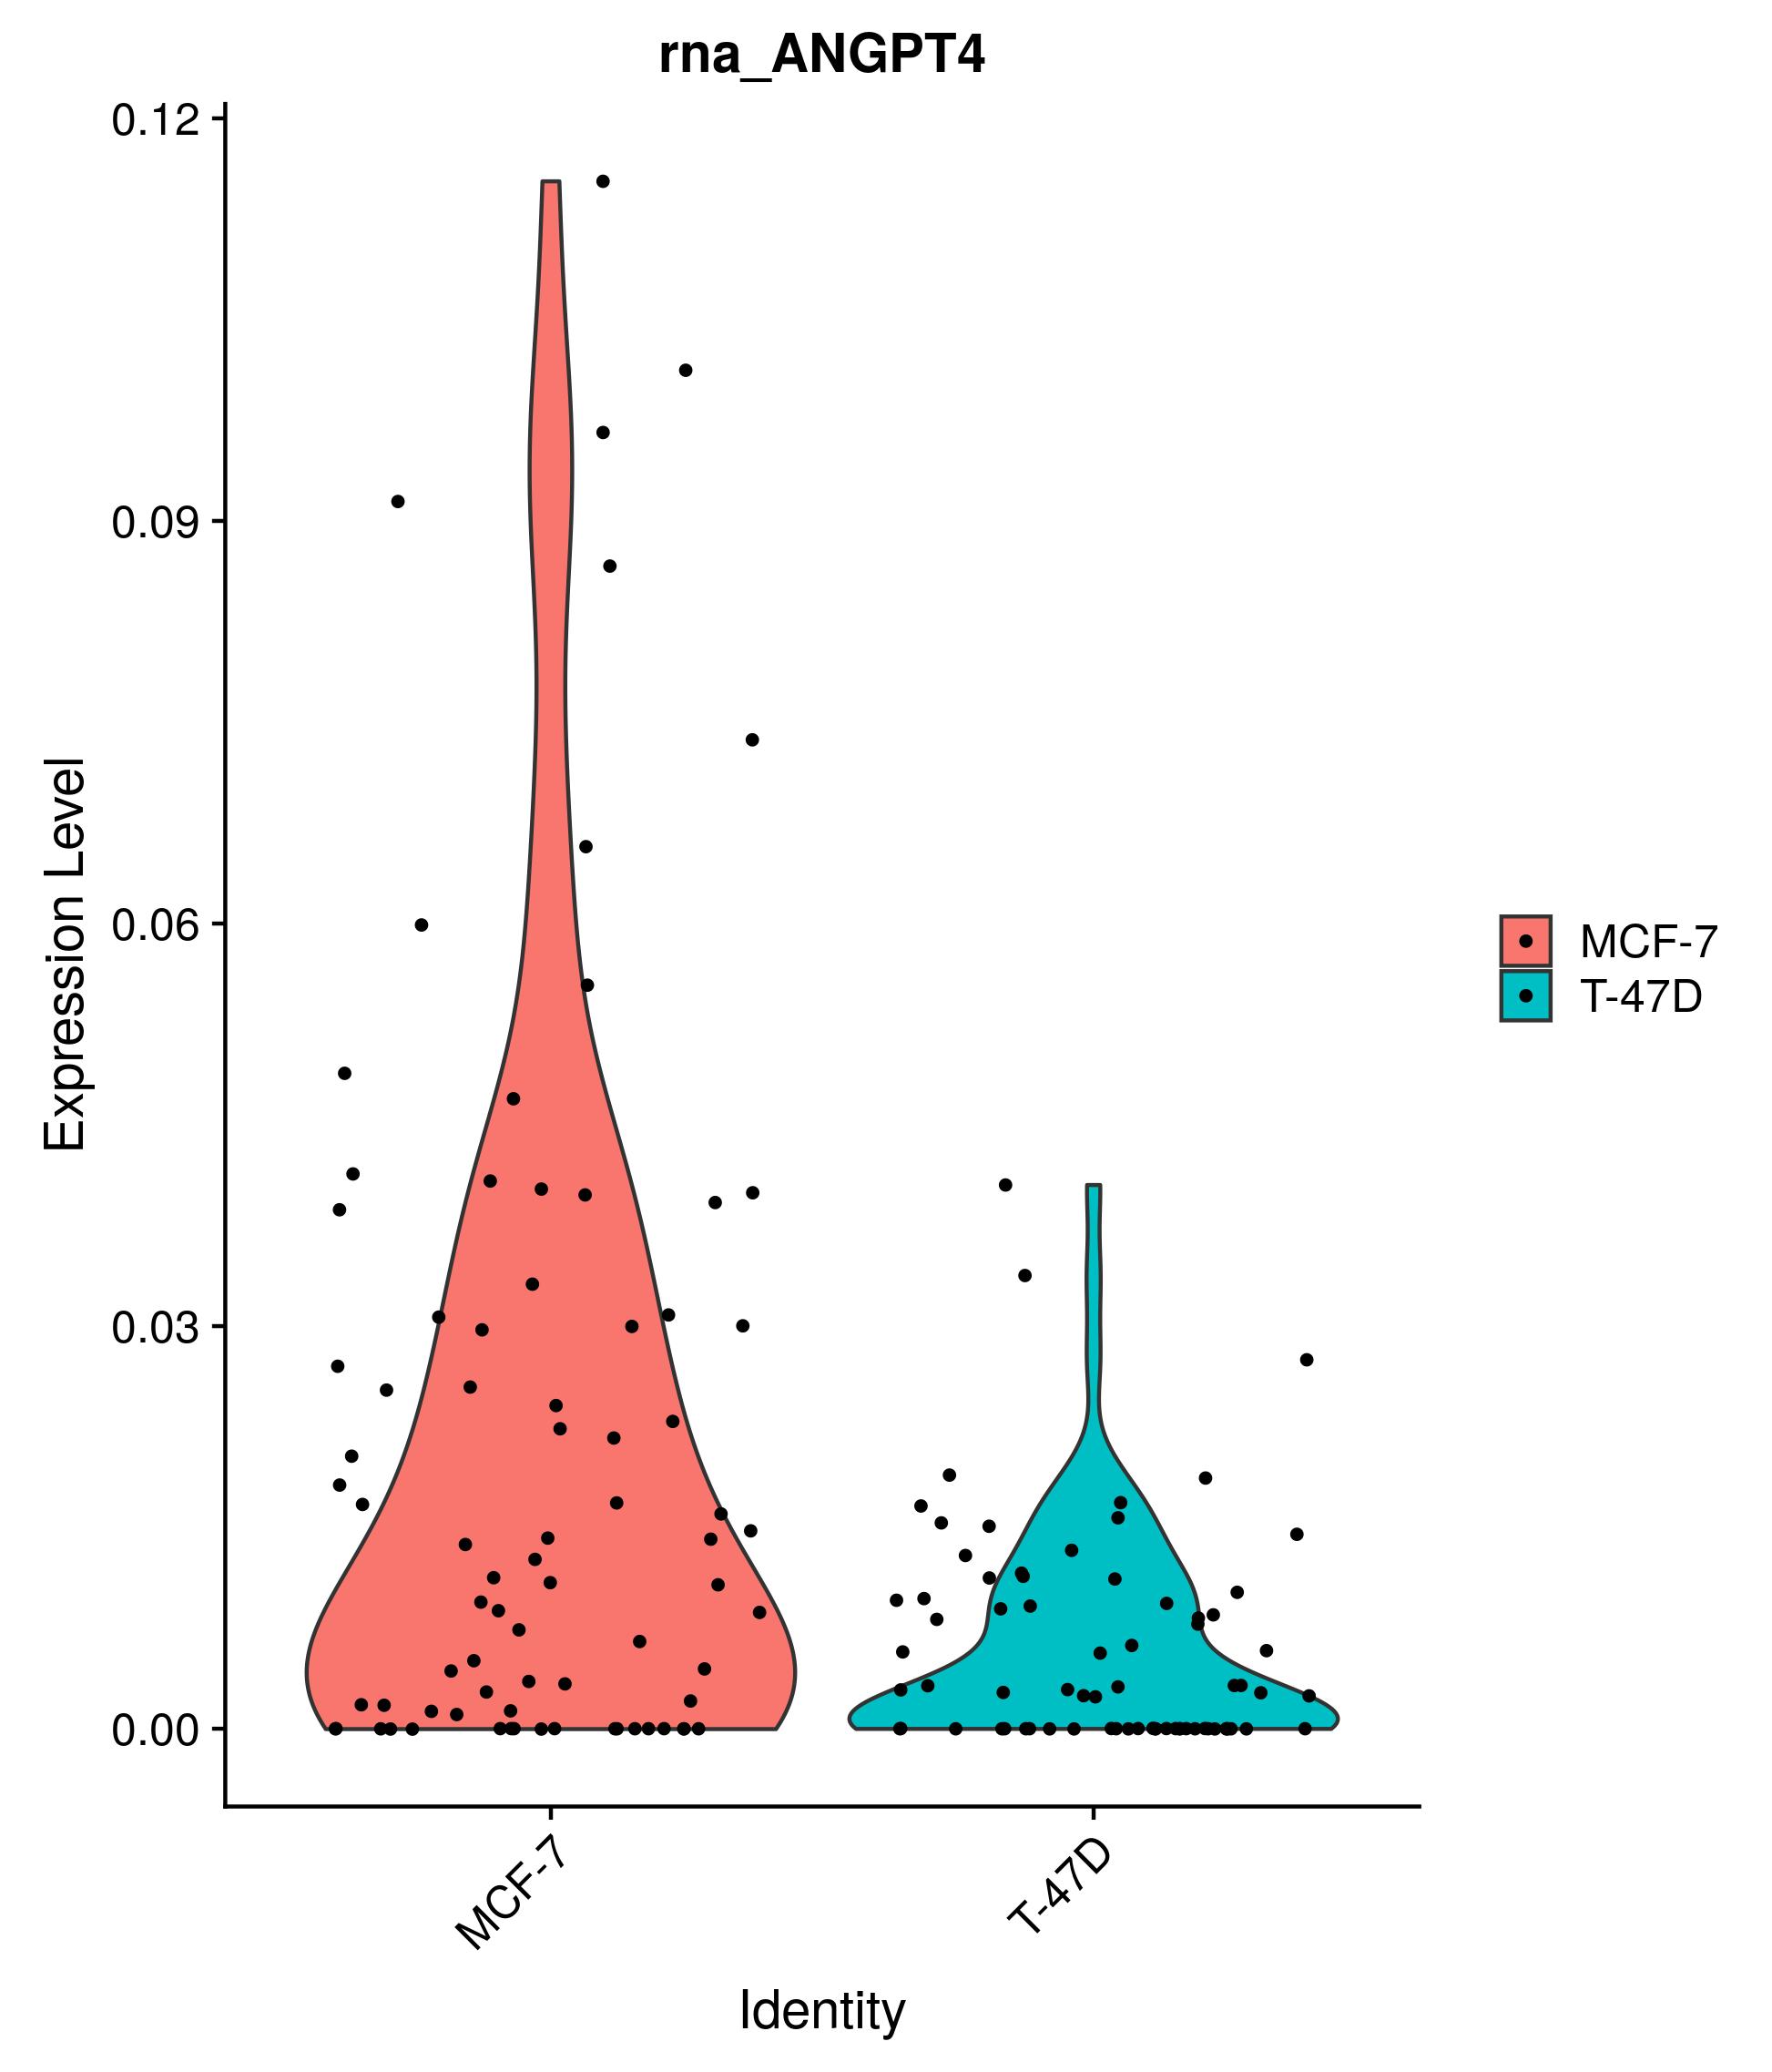 rna_ANGPT4
0.12
0.09
0.06
0.03
0.00
Expression Level
MCF-7
T-47D
Identity
MCF-7
T-47D